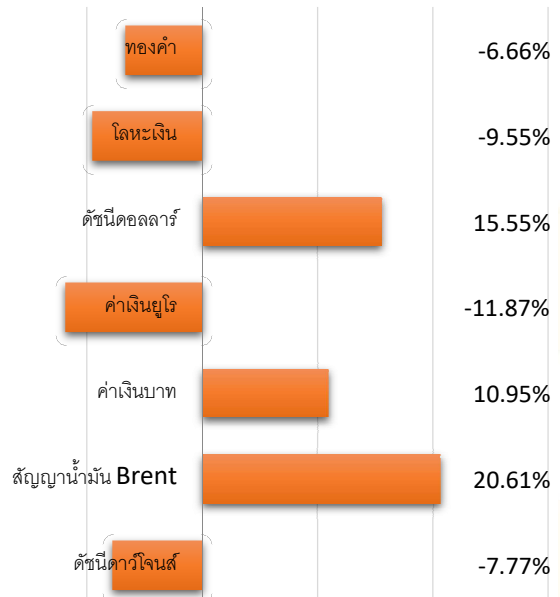 ทองคำ -6.66%
โลหะเงิน -9.55%
ดัชนีดอลลาร์ 15.55%
ค่าเงินยูโร -11.87%
ค่าเงินบาท 10.95%
สัญญาน้ำมัน Brent 20.61%
ดัชนีดาวโจนส์ -7.77%